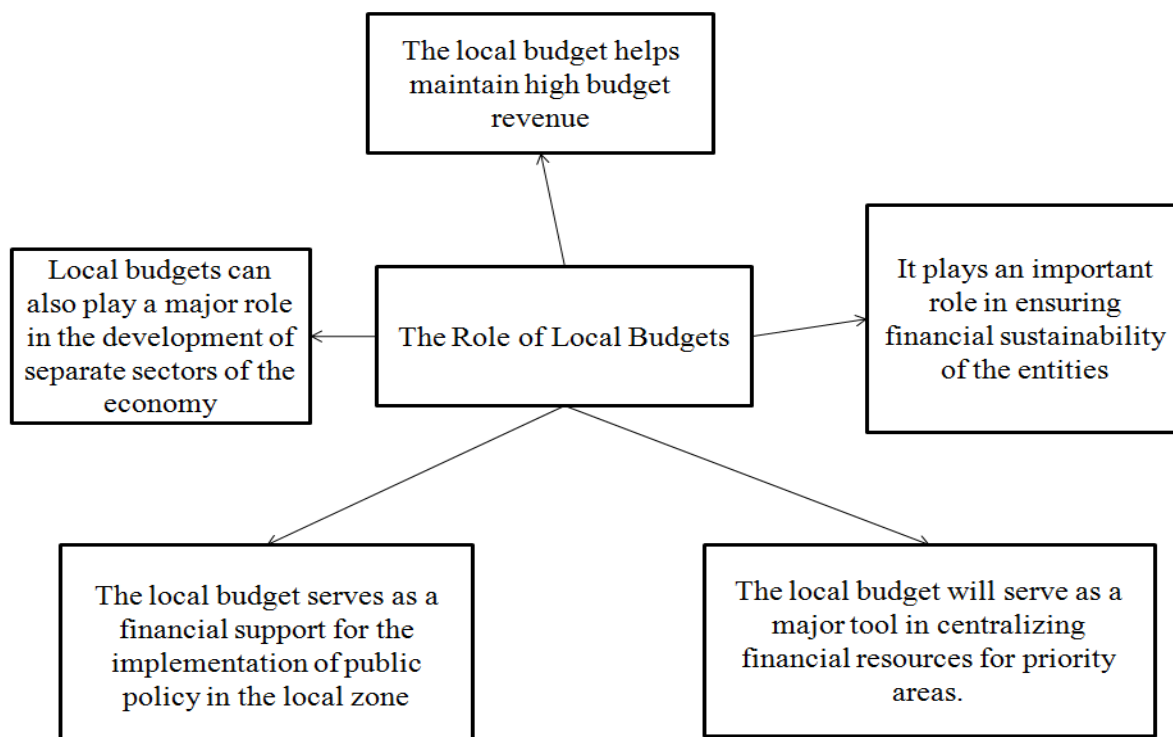 The local budget helps
maintain high budget
revenue
Local budgets can
also play a major role
in the development of
separate sectors of the
economy
The Role of Local Budgets
It plays an important
role in ensuring
financial sustainability
of the entities
The local budget serves as a
financial support for the
implementation of public
policy in the local zone
The local budget will serve as a
major tool in centralizing
financial resources for priority
areas.